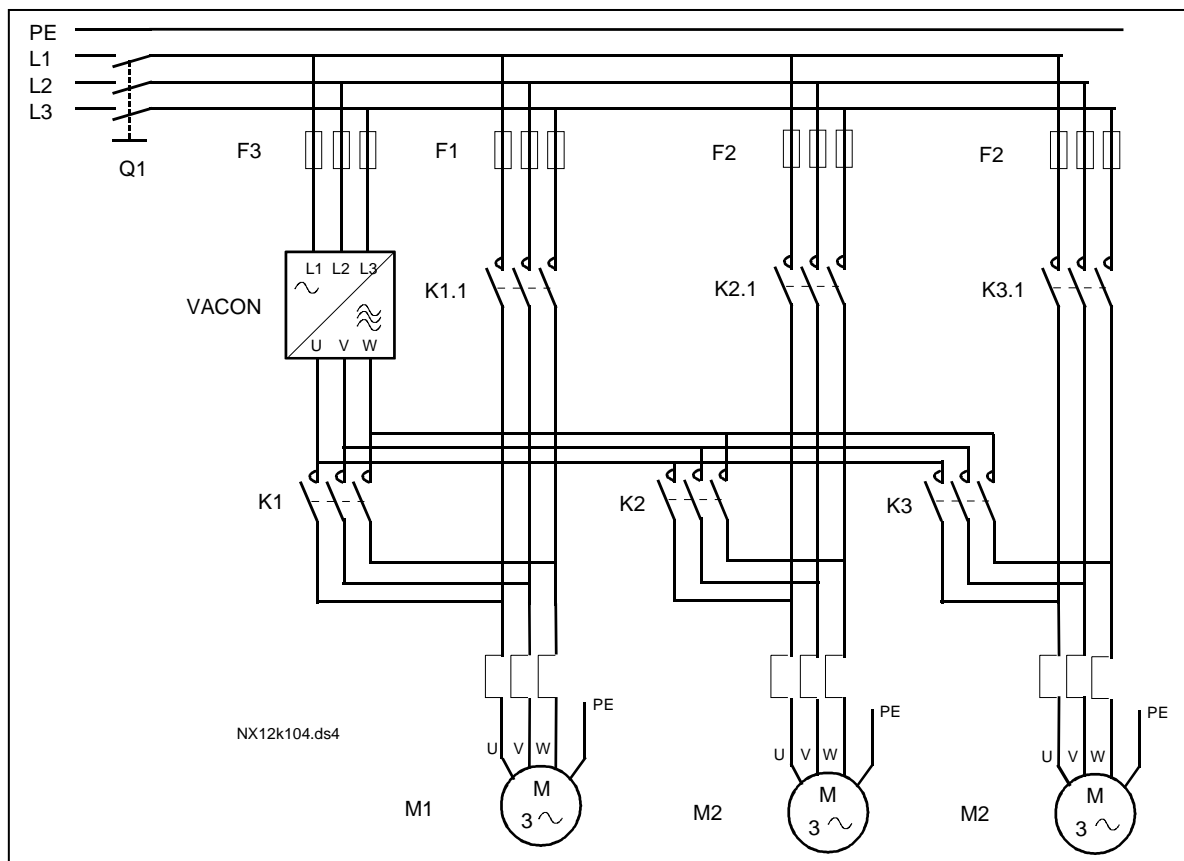 PE
L1
L2
L3
Q1
F3
F1
F2
F2
L1 L2 L3
VACON
U V W
K1.1
K2.1
K3.1
K1
K2
K3
NX12k104.ds4
PE
PE
PE
U V W
U V W
U V W
M
3
M
3
M
3
M1
M2
M2